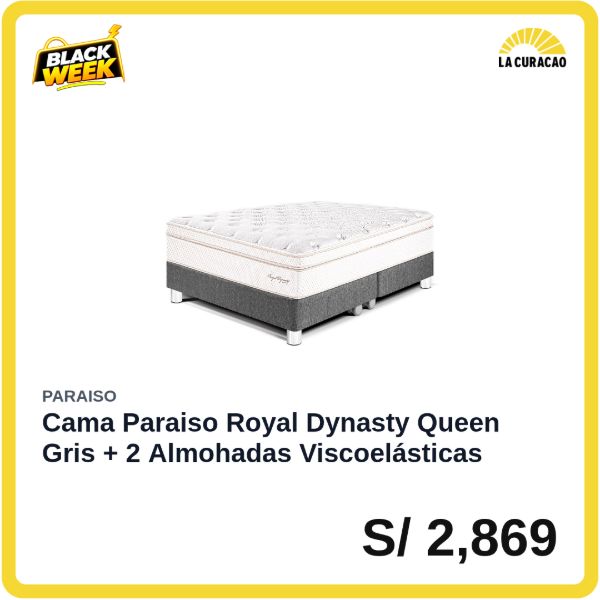 BLACK
WEEK
LA CURACAO
PARAISO
Cama Paraiso Royal Dynasty Queen
Gris + 2 Almohadas Viscoelásticas
S/ 2,869